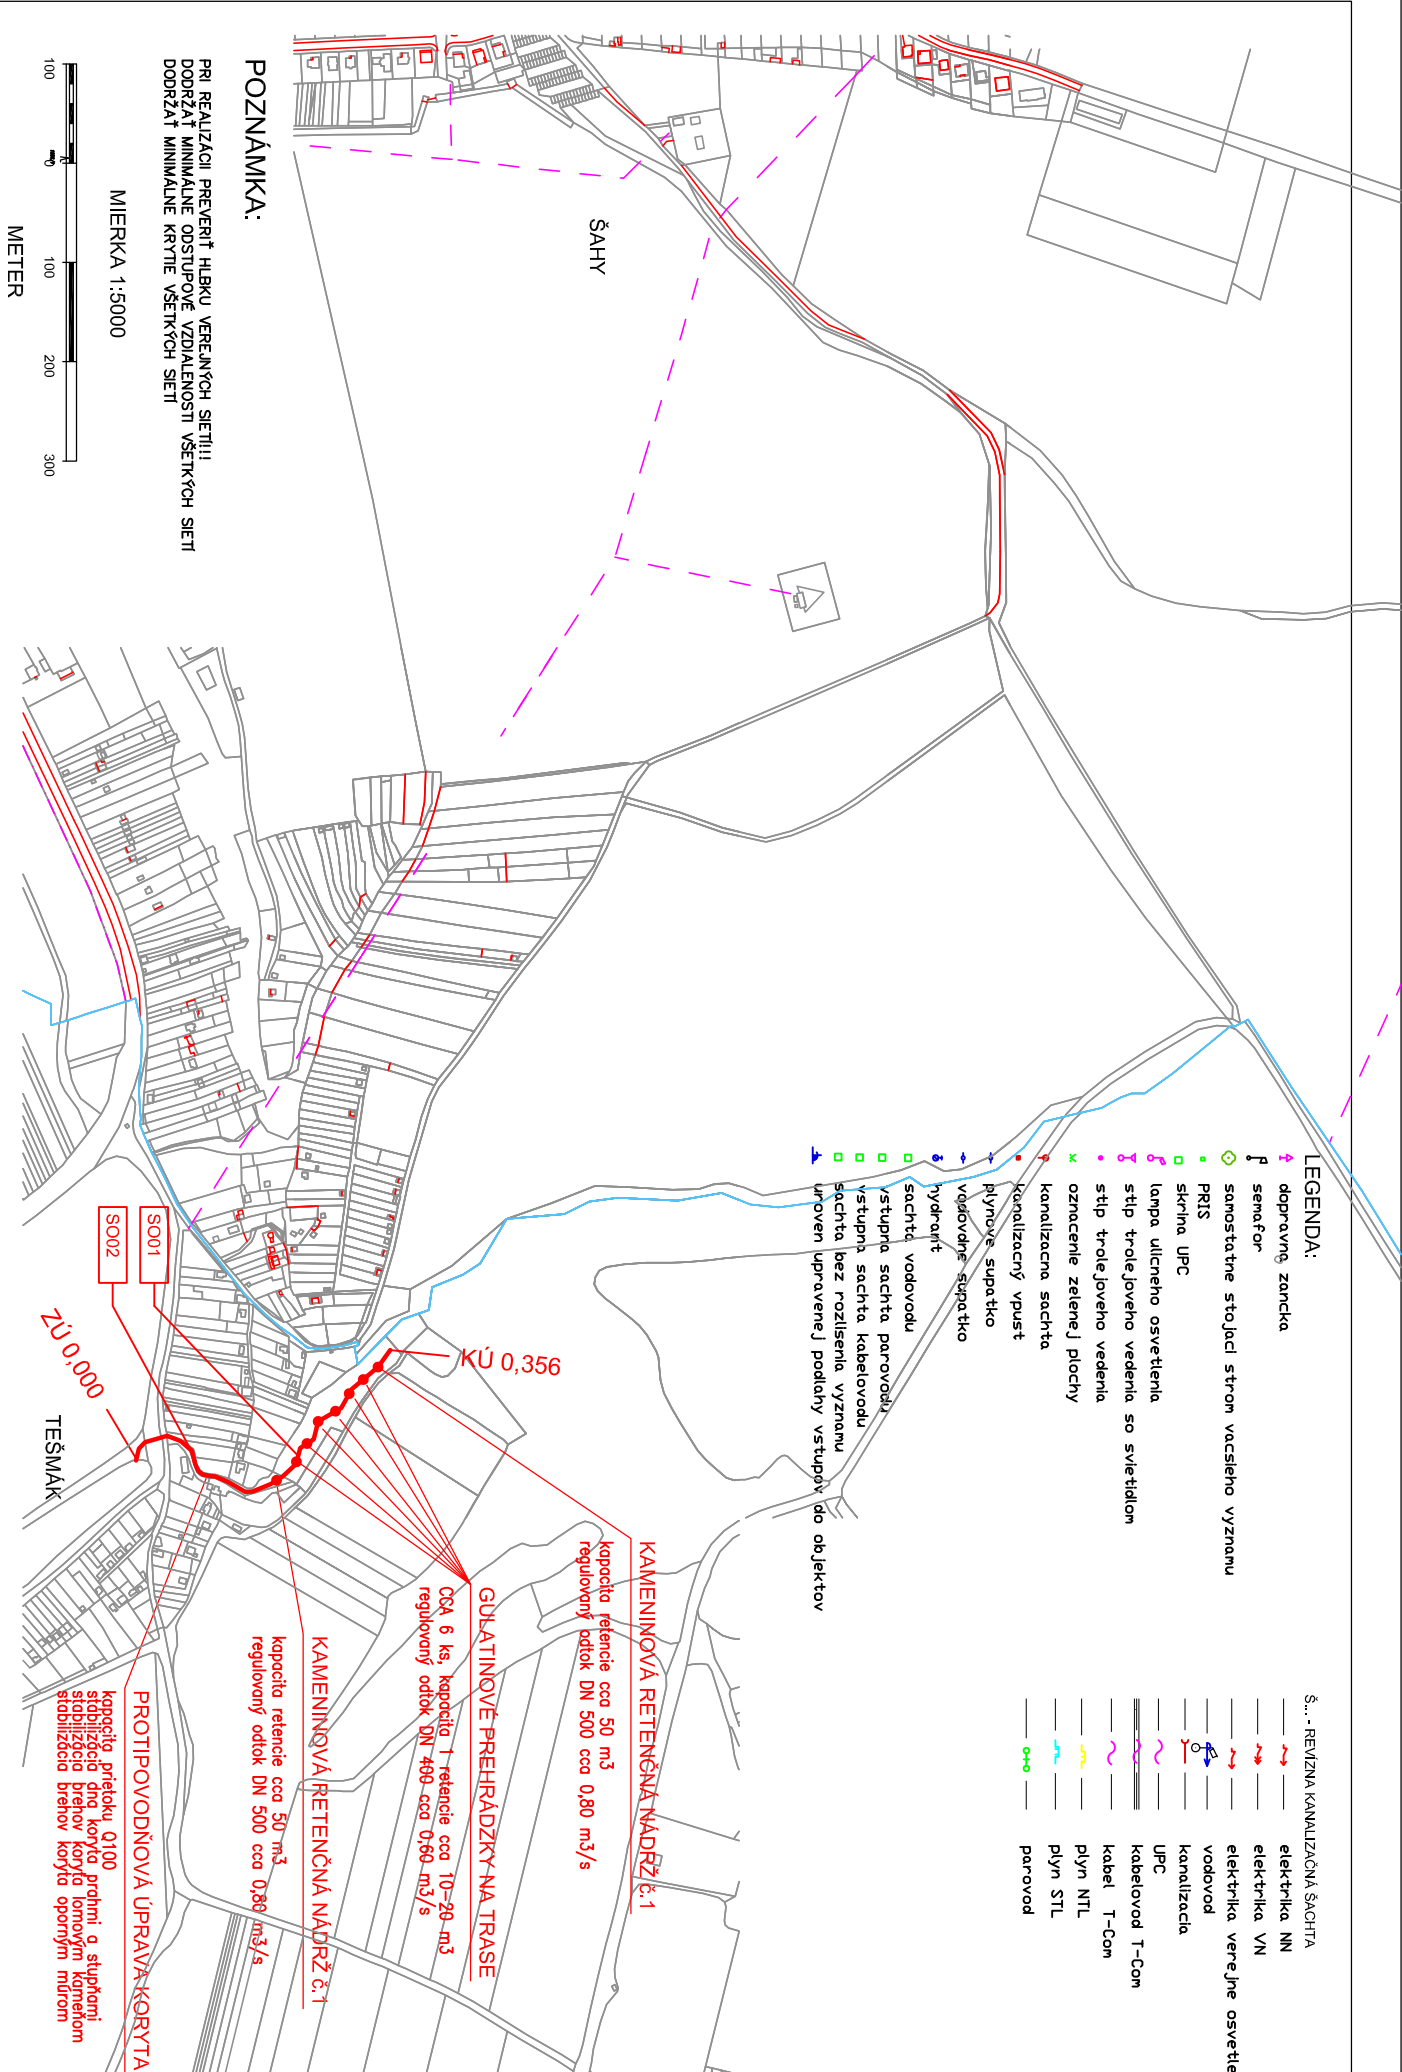 LEGENDA:
dopravna zancka
semafor
samostatne stojaci strom vacsieho vyznamu
PRIS
skrina UPC
lampa ulicneho osvetlenia
stlp trolejoveho vedenia so svietidlom
stlp trolejoveho vedenia
oznacenie zelenej plochy
kanalizacna sachta
kanalizacný vpust
plynove supatko
vodovodne supatko
hydrant
sachta vodovodu
vstupna sachta parovodu
vstupna sachta kabelovodu
sachta bez rozlisenia vyznamu
uroven upravenej podlahy vstupov do objektov
Š... - REVÍZNA KANALIZAČNÁ ŠACHTA
elektrika NN
elektrika VN
elektrika verejne osvetle
vodovod
kanalizacia
UPC
kabelovod T-Com
kabel T-Com
plyn NTL
plyn STL
parovod
ŠAHY
KAMENINOVÁ RETENČNÁ NÁDRŽ č.1
kapacita retencie cca 50 m3
regulovaný odtok DN 500 cca 0,80 m3/s
KÚ 0,356
GULATINOVÉ PREHRÁDZKY NA TRASE
CCA 6 ks, kapacita 1 retencie cca 10-20 m3
regulovaný odtok DN 400 cca 0,60 m3/s
KAMENINOVÁ RETENČNÁ NÁDRŽ č.1
kapacita retencie cca 50 m3
regulovaný odtok DN 500 cca 0,80 m3/s
SO01
SO02
ZÚ 0,000
TEŠMÁK
PROTIPOVODŇOVÁ ÚPRAVA KORYTA
kapacita prietoku Q100
stabilizácia dna koryta prahmi a stupňami
stabilizácia brehov koryta lomovým kameňom
stabilizácia brehov koryta oporným múrom
POZNÁMKA:
PRI REALIZÁCII PREVERIŤ HLBKU VEREJNÝCH SIETÍ!!!
DODRŽAŤ MINIMÁLNE ODSTUPOVÉ VZDIALENOSTI VŠETKÝCH SIETÍ
DODRŽAŤ MINIMÁLNE KRYTIE VŠETKÝCH SIETÍ
MIERKA 1:5000
100 0 100 200 300
METER